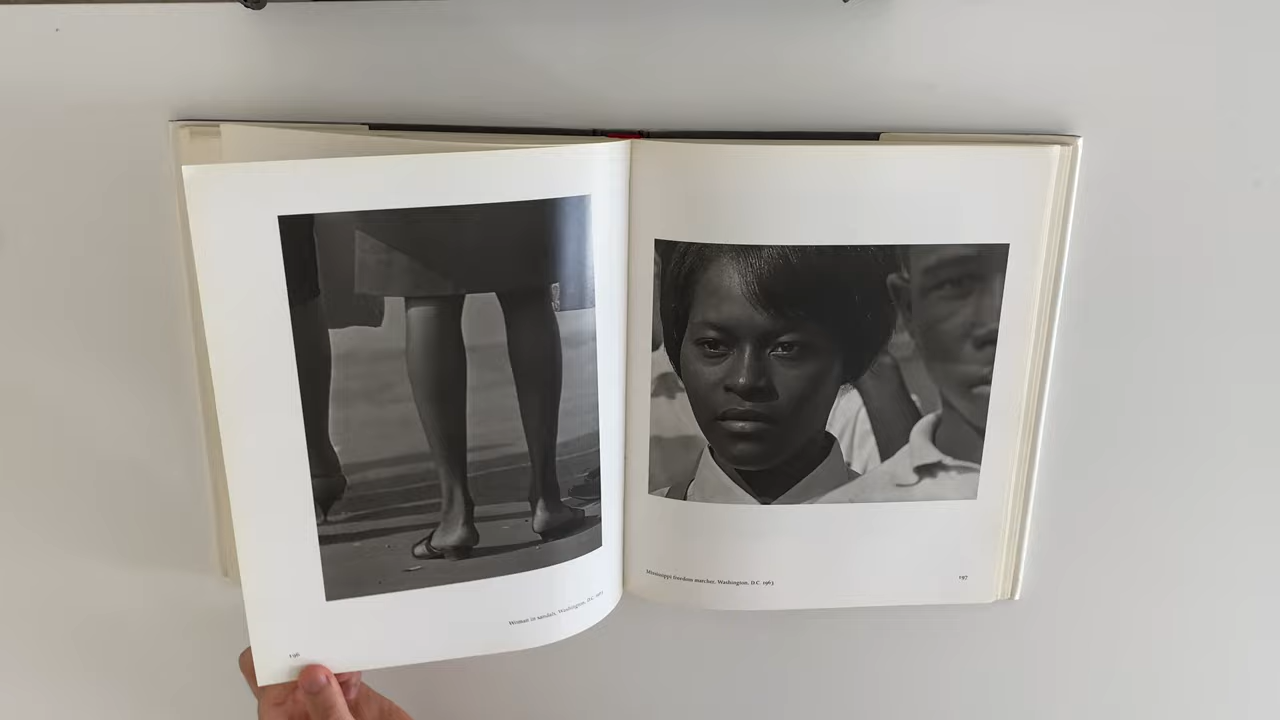 Woman in sandals, Washington, D.C. 1963
196
Mississippi freedom marcher, Washington, D.C. 1963
197